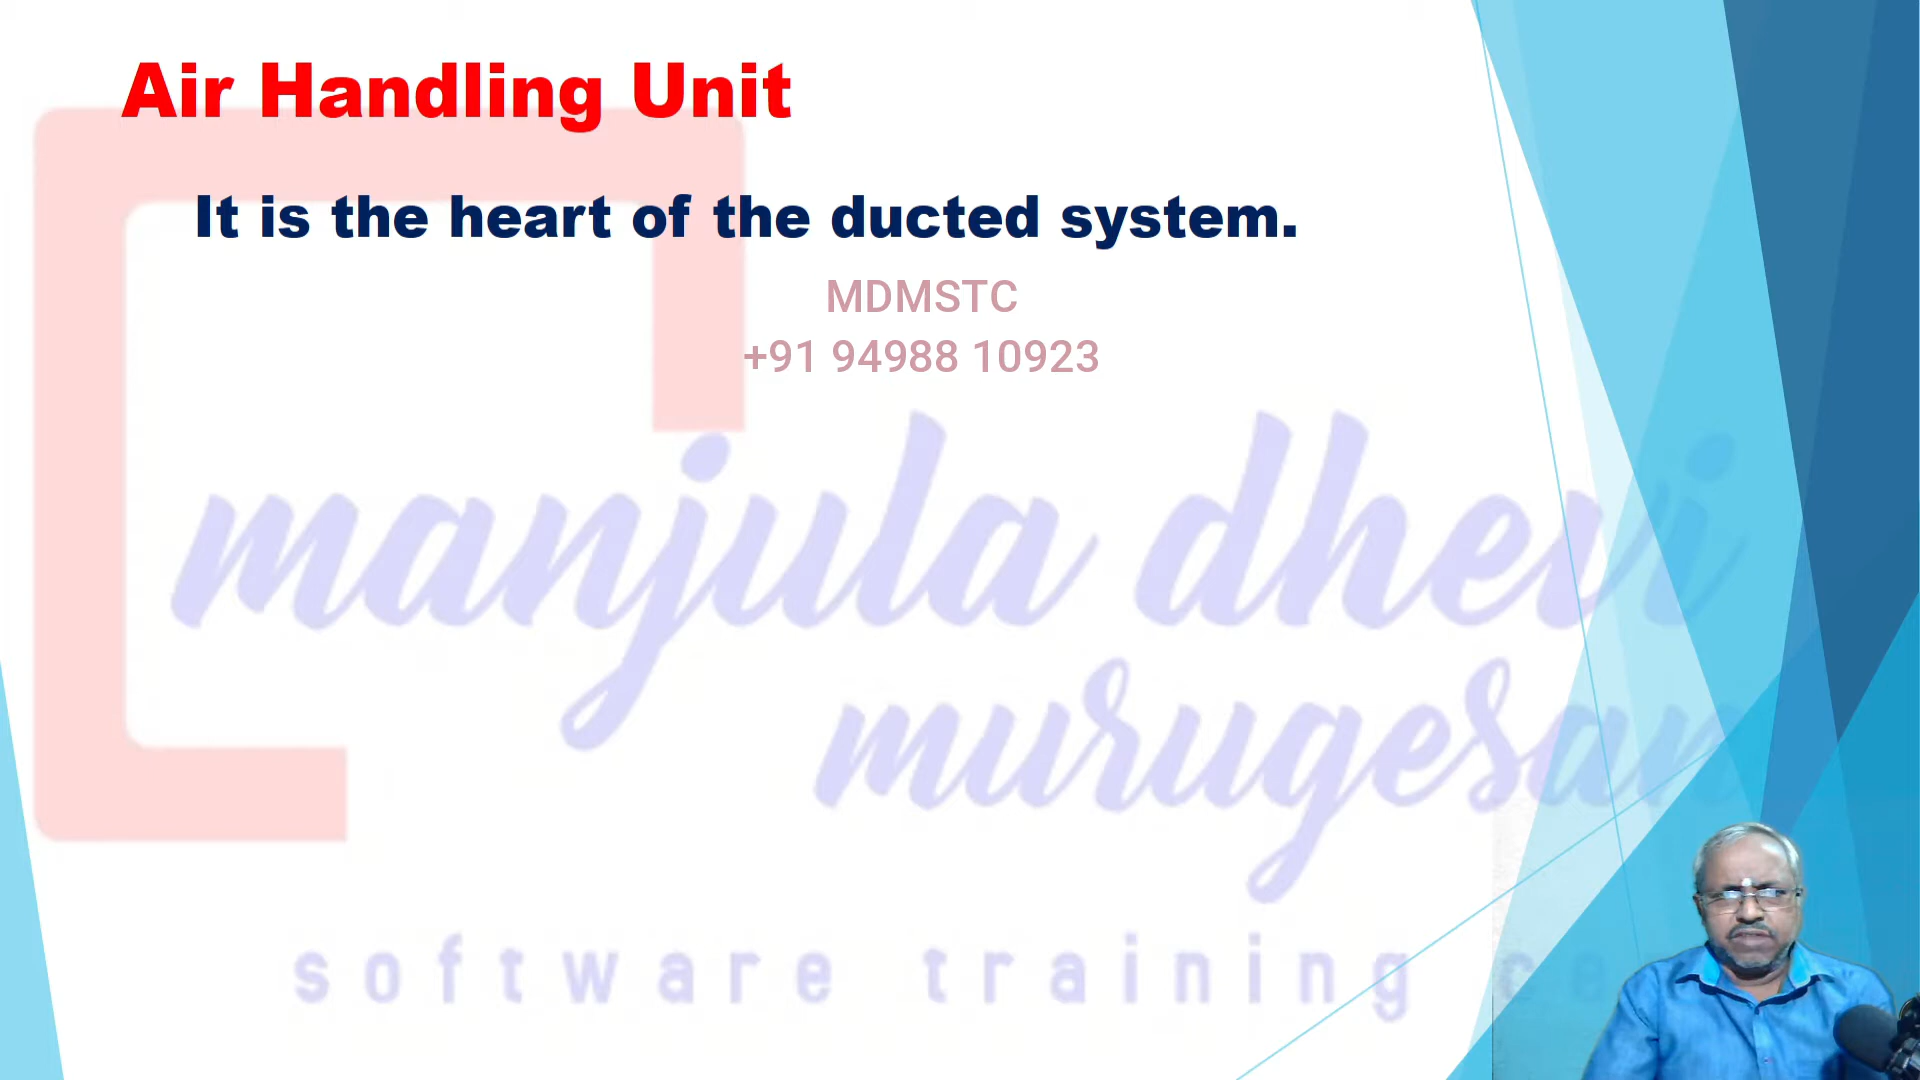 Air Handling Unit
It is the heart of the ducted system.
MDMSTC
+91 94988 10923
manjula dhevi
murugesan
software training ce